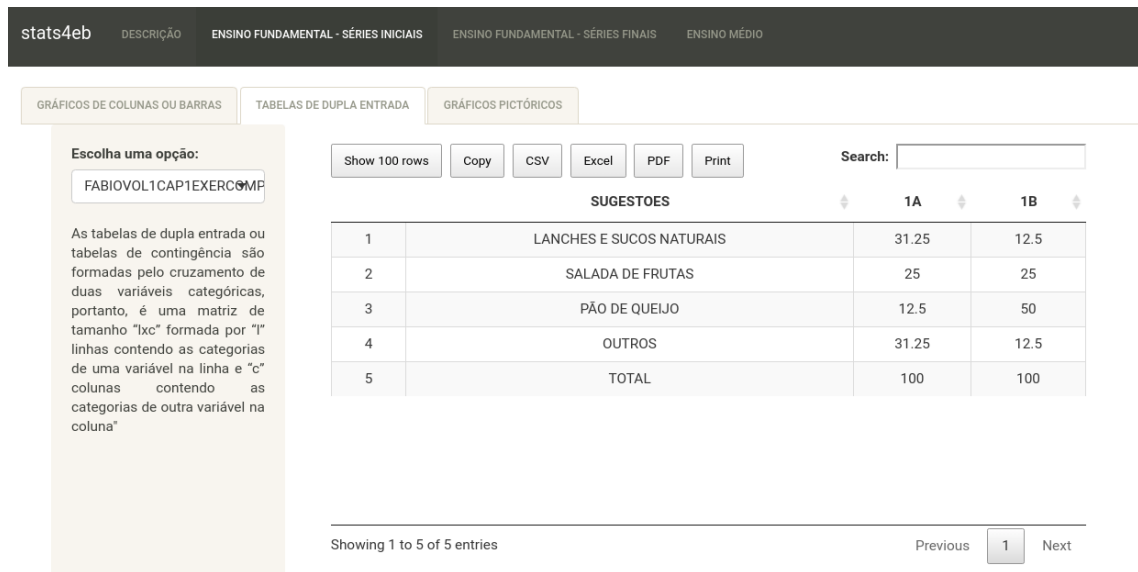 stats4eb DESCRIÇÃO ENSINO FUNDAMENTAL - SÉRIES INICIAIS ENSINO FUNDAMENTAL - SÉRIES FINAIS ENSINO MÉDIO
GRÁFICOS DE COLUNAS OU BARRAS TABELAS DE DUPLA ENTRADA GRÁFICOS PICTÓRICOS
Escolha uma opção:
FABIOVOL1CAP1EXERCOMP
As tabelas de dupla entrada ou
tabelas de contingência são
formadas pelo cruzamento de
duas variáveis categóricas,
portanto, é uma matriz de
tamanho “lxc” formada por “l”
linhas contendo as categorias
de uma variável na linha e “c”
colunas contendo as
categorias de outra variável na
coluna"
Show 100 rows Copy CSV Excel PDF Print Search:
SUGESTOES 1A 1B
1 LANCHES E SUCOS NATURAIS 31.25 12.5
2 SALADA DE FRUTAS 25 25
3 PÃO DE QUEIJO 12.5 50
4 OUTROS 31.25 12.5
5 TOTAL 100 100
Showing 1 to 5 of 5 entries Previous 1 Next